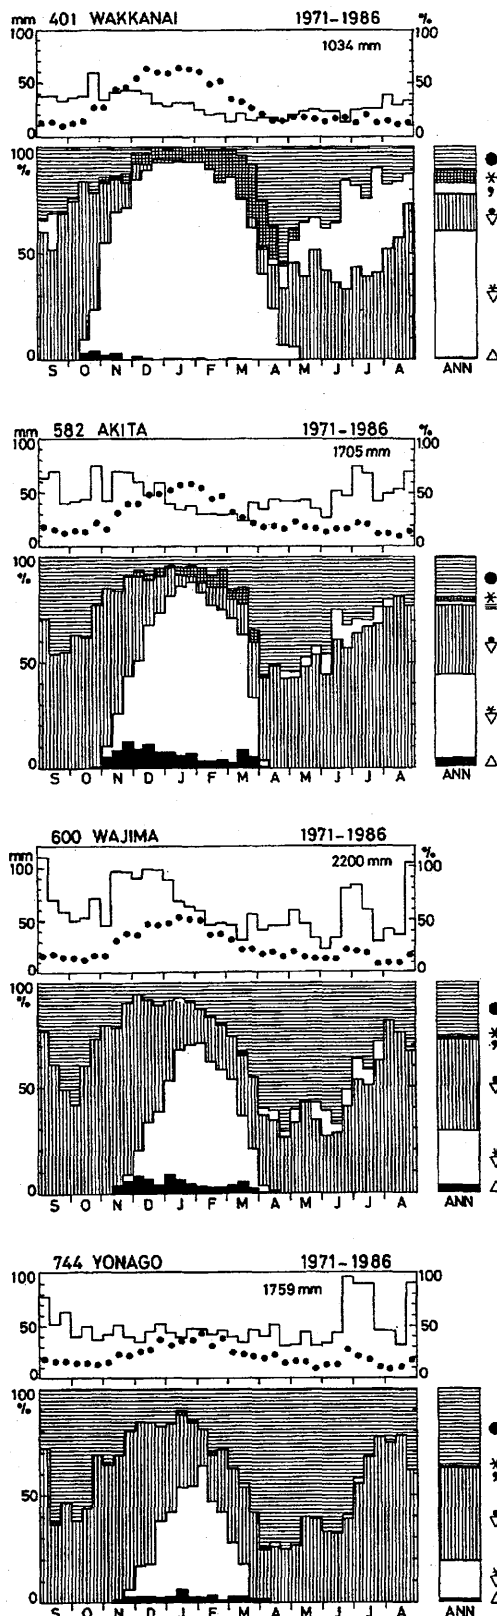 mm 401 WAKKANAI 1971-1986 %
100 1034 mm 100
50 50
0 0
100
%
50
0
S O N D J F M A M J J A ANN
mm 582 AKITA 1971-1986 %
100 1705 mm 100
50 50
0 0
100
%
50
0
S O N D J F M A M J J A ANN
600 WAJIMA 1971-1986
mm 2200 mm %
100 100
50 50
0 0
100
%
50
0
S O N D J F M A M J J A ANN
744 YONAGO 1971-1986
mm 1759 mm %
100 100
50 50
0 0
100
%
50
0
S O N D J F M A M J J A ANN